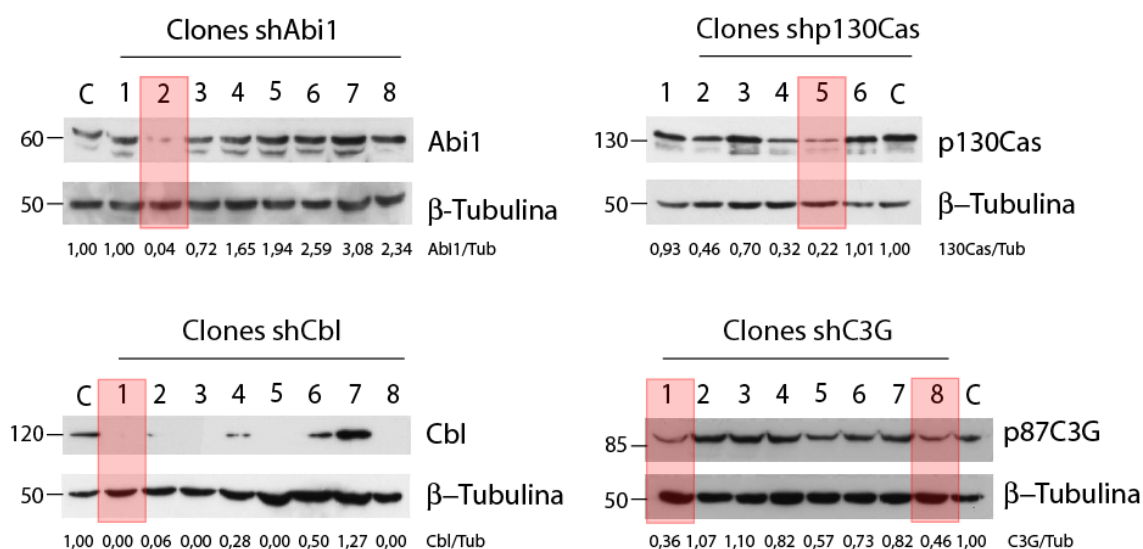 Clones shAbi1
C 1 2 3 4 5 6 7 8
60 Abi1
50 β-Tubulina
1,00 1,00 0,04 0,72 1,65 1,94 2,59 3,08 2,34 Abi1/Tub
Clones shp130Cas
1 2 3 4 5 6 C
130 p130Cas
50 β–Tubulina
0,93 0,46 0,70 0,32 0,22 1,01 1,00 130Cas/Tub
Clones shCbl
C 1 2 3 4 5 6 7 8
120 Cbl
50 β–Tubulina
1,00 0,00 0,06 0,00 0,28 0,00 0,50 1,27 0,00 Cbl/Tub
Clones shC3G
1 2 3 4 5 6 7 8 C
85 p87C3G
50 β–Tubulina
0,36 1,07 1,10 0,82 0,57 0,73 0,82 0,46 1,00 C3G/Tub